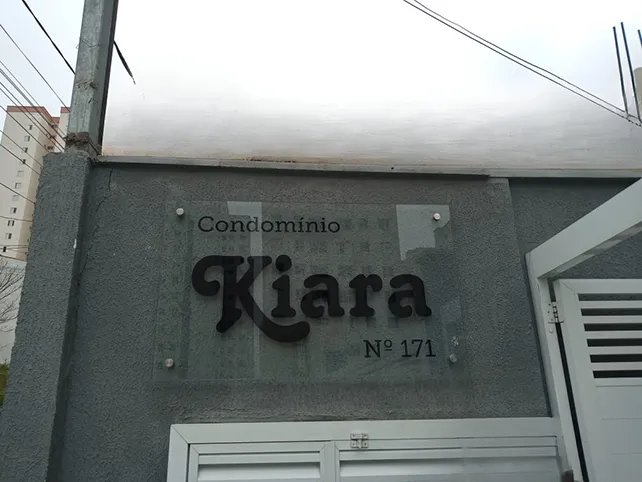 Condomínio
Kiara
Nº 171